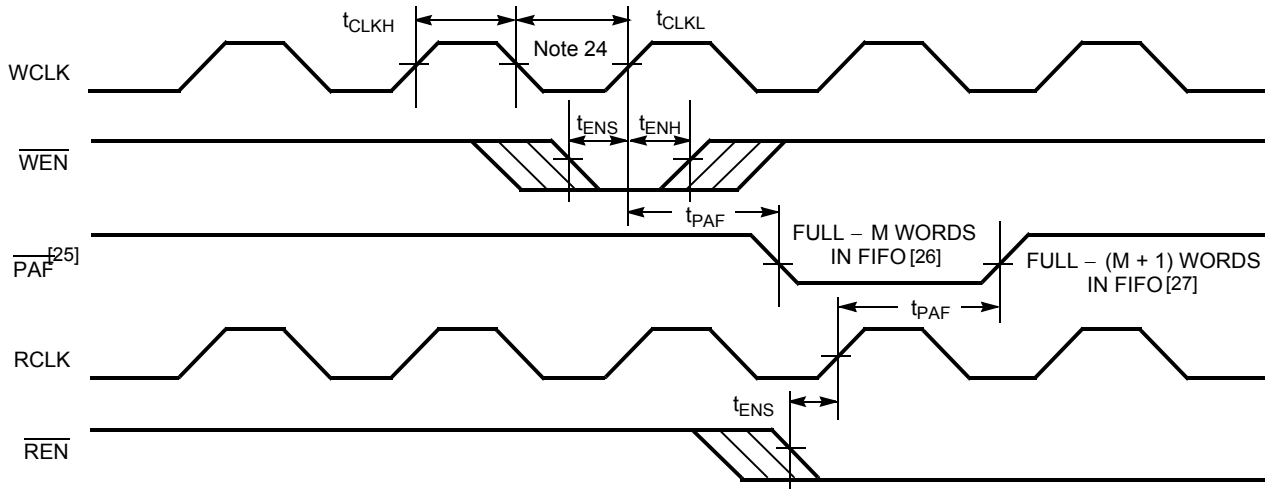 tCLKH
tCLKL
Note 24
WCLK
tENS
tENH
WEN
tPAF
FULL – M WORDS
IN FIFO [26]
PAF[25]
FULL – (M + 1) WORDS
IN FIFO [27]
tPAF
RCLK
tENS
REN